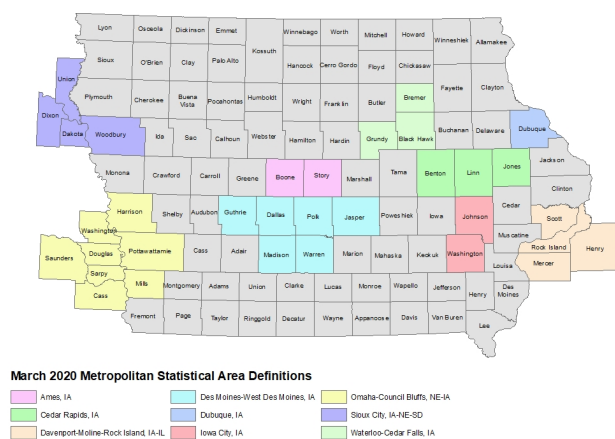 Lyon Osceola Dickinson Emmet Winnebago Worth Mitchell Howard Winneshiek Allamakee
Kossuth
Sioux O'Brien Clay Palo Alto Hancock Cerro Gordo Floyd Chickasaw
Union
Plymouth Cherokee Buena Vista Pocahontas Humboldt Wright Franklin Butler Bremer Fayette Clayton
Dixon Dakota Woodbury Ida Sac Calhoun Webster Hamilton Hardin Grundy Black Hawk Buchanan Delaware Dubuque
Monona Crawford Carroll Greene Boone Story Marshall Tama Benton Linn Jones Jackson
Clinton
Harrison Shelby Audubon Guthrie Dallas Polk Jasper Poweshiek Iowa Johnson Cedar Scott
Washington Muscatine
Saunders Douglas Pottawattamie Cass Adair Madison Warren Marion Mahaska Keokuk Washington Louisa Rock Island Henry
Sarpy Mercer
Cass Mills Montgomery Adams Union Clarke Lucas Monroe Wapello Jefferson Henry Des Moines
Fremont Page Taylor Ringgold Decatur Wayne Appanoose Davis Van Buren Lee
March 2020 Metropolitan Statistical Area Definitions
Ames, IA Des Moines-West Des Moines, IA Omaha-Council Bluffs, NE-IA
Cedar Rapids, IA Dubuque, IA Sioux City, IA-NE-SD
Davenport-Moline-Rock Island, IA-IL Iowa City, IA Waterloo-Cedar Falls, IA